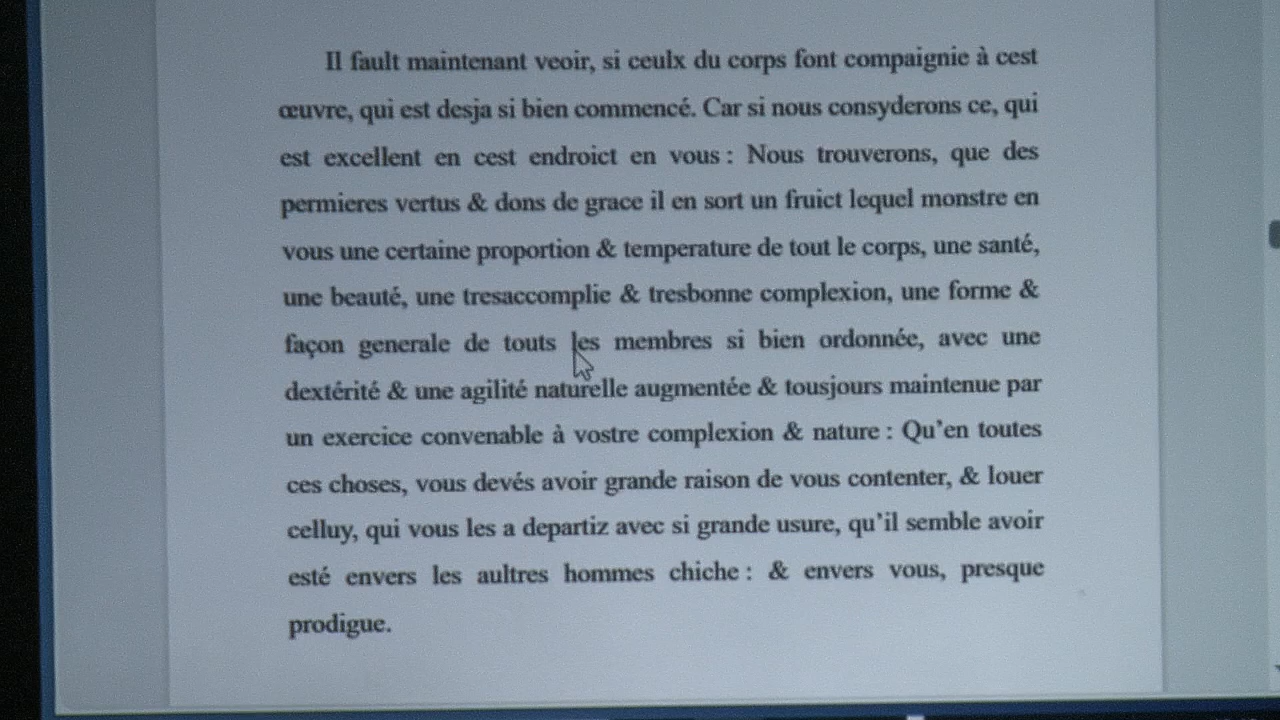 Il fault maintenant veoir, si ceulx du corps font compaignie à cest
œuvre, qui est desja si bien commencé. Car si nous consyderons ce, qui
est excellent en cest endroict en vous : Nous trouverons, que des
permieres vertus & dons de grace il en sort un fruict lequel monstre en
vous une certaine proportion & temperature de tout le corps, une santé,
une beauté, une tresaccomplie & tresbonne complexion, une forme &
façon generale de touts les membres si bien ordonnée, avec une
dextérité & une agilité naturelle augmentée & tousjours maintenue par
un exercice convenable à vostre complexion & nature : Qu’en toutes
ces choses, vous devés avoir grande raison de vous contenter, & louer
celluy, qui vous les a departiz avec si grande usure, qu’il semble avoir
esté envers les aultres hommes chiche : & envers vous, presque
prodigue.